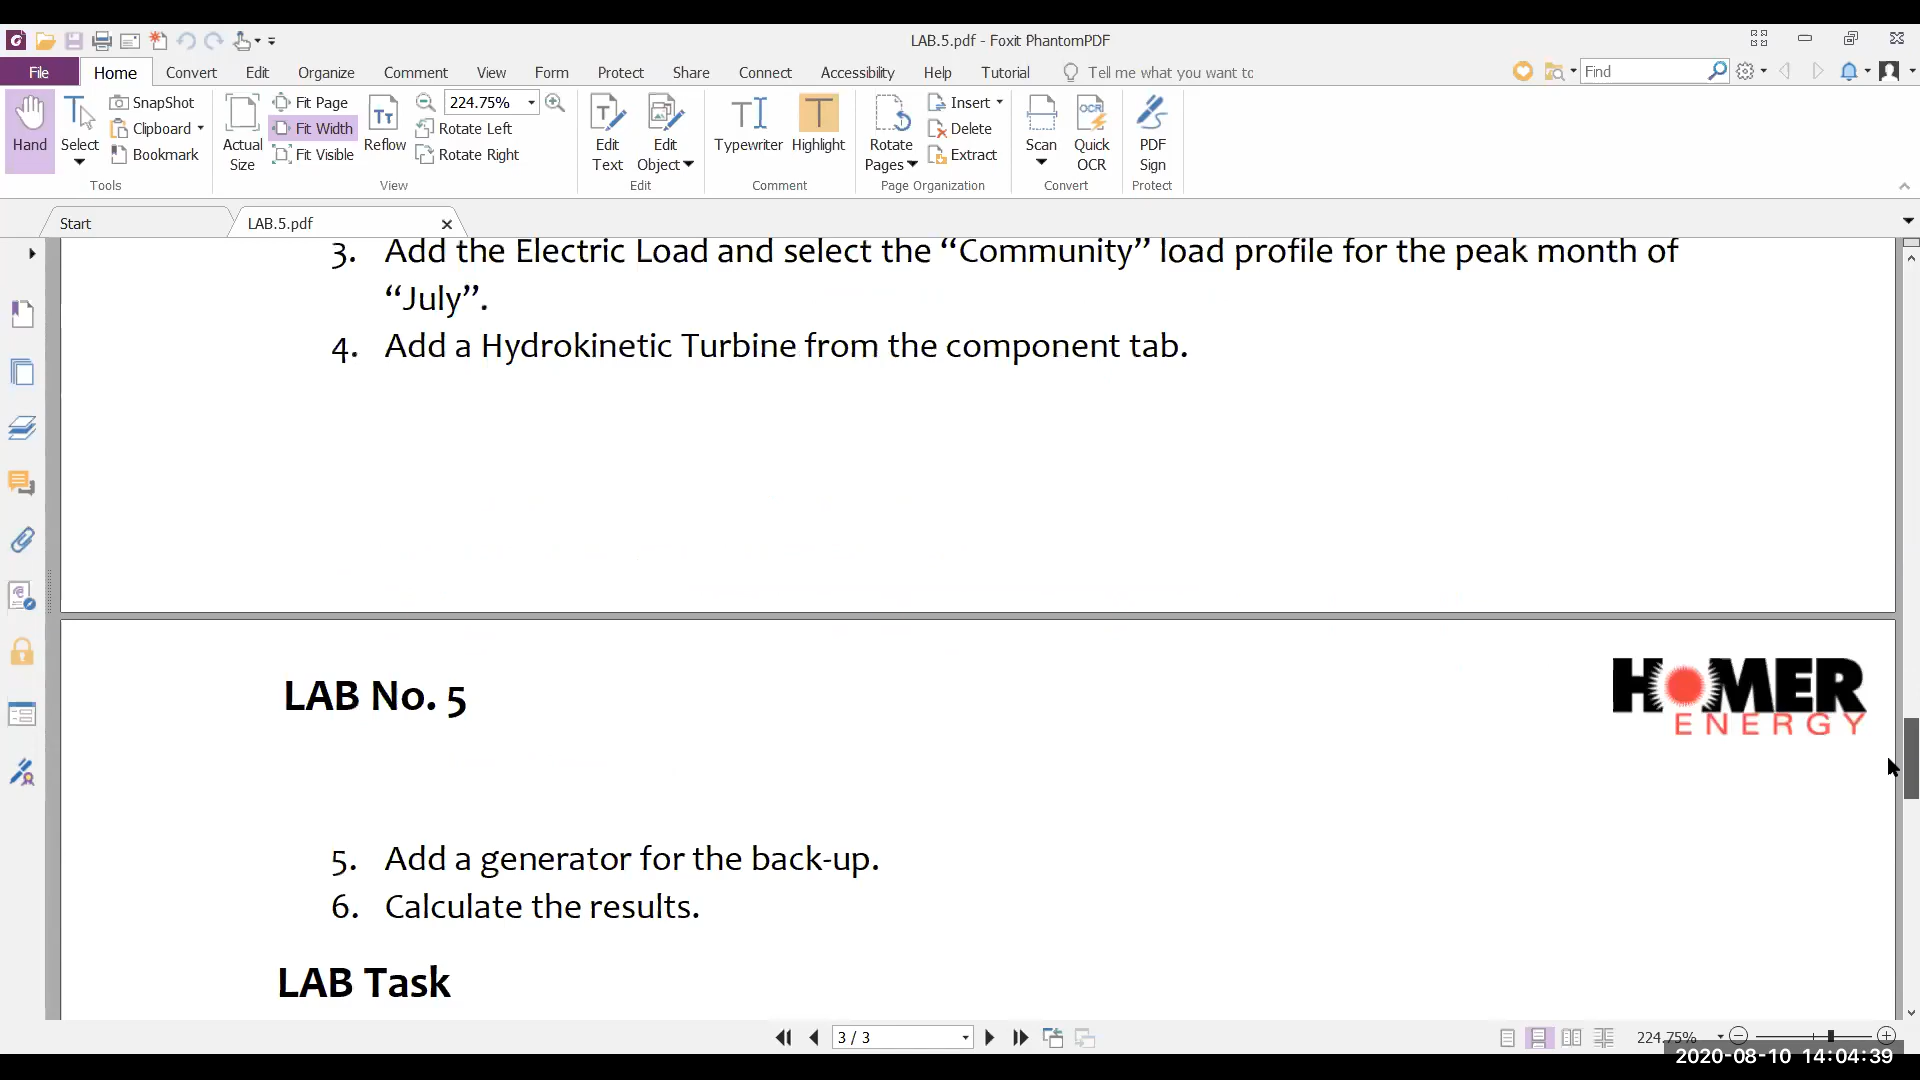 LAB.5.pdf - Foxit PhantomPDF
File Home Convert Edit Organize Comment View Form Protect Share Connect Accessibility Help Tutorial Tell me what you want to Find
Hand
Select
SnapShot
Clipboard
Bookmark
Tools
Actual Size
Fit Page
Fit Width
Fit Visible
Reflow
224.75%
Rotate Left
Rotate Right
View
Edit Text
Edit Object
Edit
Typewriter
Highlight
Comment
Rotate Pages
Insert
Delete
Extract
Page Organization
Scan
OCR
Quick OCR
Convert
PDF Sign
Protect
Start
LAB.5.pdf
3. Add the Electric Load and select the “Community” load profile for the peak month of
“July”.
4. Add a Hydrokinetic Turbine from the component tab.
LAB No. 5
HOMER
ENERGY
5. Add a generator for the back-up.
6. Calculate the results.
LAB Task
3 / 3
224.75%
2020-08-10 14:04:39